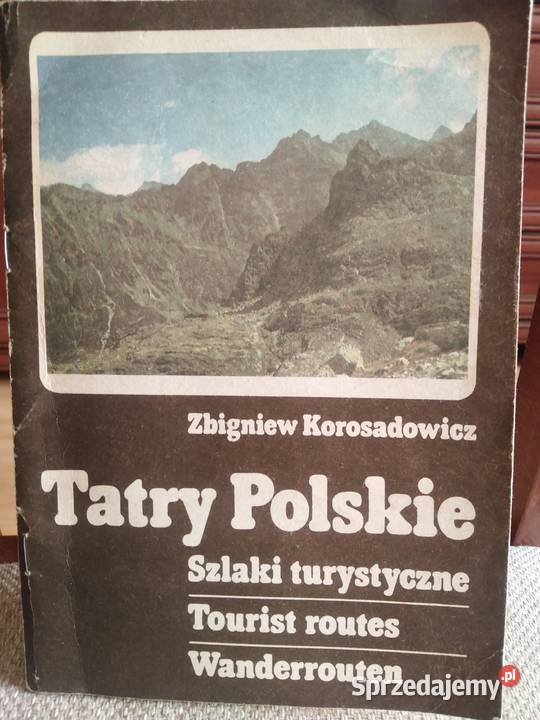 Zbigniew Korosadowicz
Tatry Polskie
Szlaki turystyczne
Tourist routes
Wanderrouten
Sprzedajemy.pl